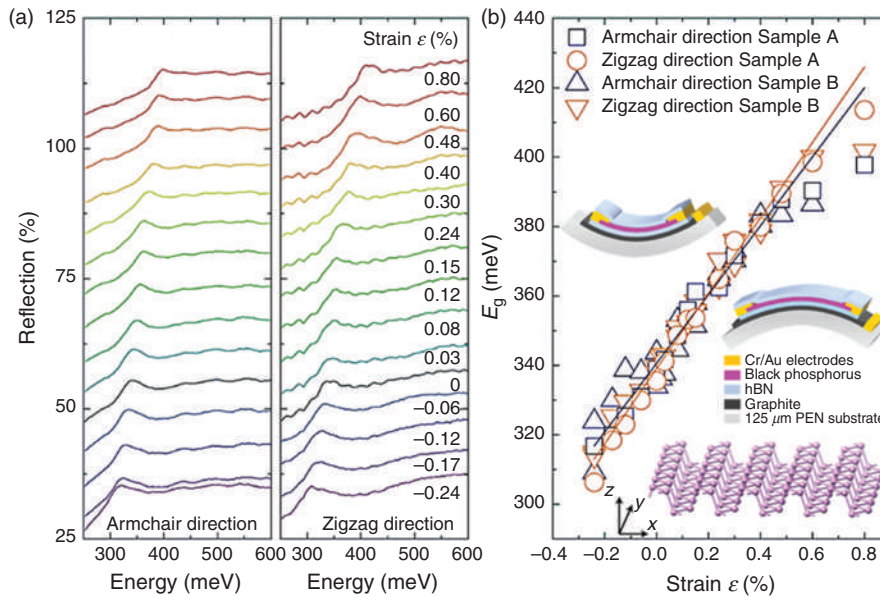 (a)
125
100
75
50
25
Reflection (%)
Armchair direction
300
400
500
600
Energy (meV)
Strain ε (%)
0.80
0.60
0.48
0.40
0.30
0.24
0.15
0.12
0.08
0.03
0
−0.06
−0.12
−0.17
−0.24
Zigzag direction
300
400
500
600
Energy (meV)
(b)
440
420
400
380
360
340
320
300
Eg (meV)
Armchair direction Sample A
Zigzag direction Sample A
Armchair direction Sample B
Zigzag direction Sample B
Cr/Au electrodes
Black phosphorus
hBN
Graphite
125 μm PEN substrate
z
y
x
−0.4
−0.2
0.0
0.2
0.4
0.6
0.8
Strain ε (%)